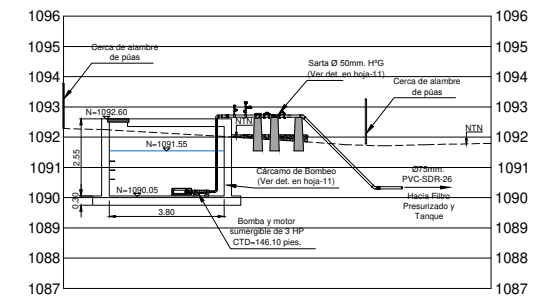 1096
1096
1095
1095
1094
1094
1093
1093
1092
1092
1091
1091
1090
1090
1089
1089
1088
1088
1087
1087
Cerca de alambre
de púas
Sarta Ø 50mm. HºG
(Ver det. en hoja-11)
Cerca de alambre
de púas
N=1092.60
NTN
NTN
N=1091.55
2.55
Cárcamo de Bombeo
(Ver det. en hoja-11)
Ø75mm.
PVC-SDR-26
N=1090.05
Hacia Filtro
Presurizado y
Tanque
0.30
3.80
Bomba y motor
sumergible de 3 HP
CTD=146.10 pies.